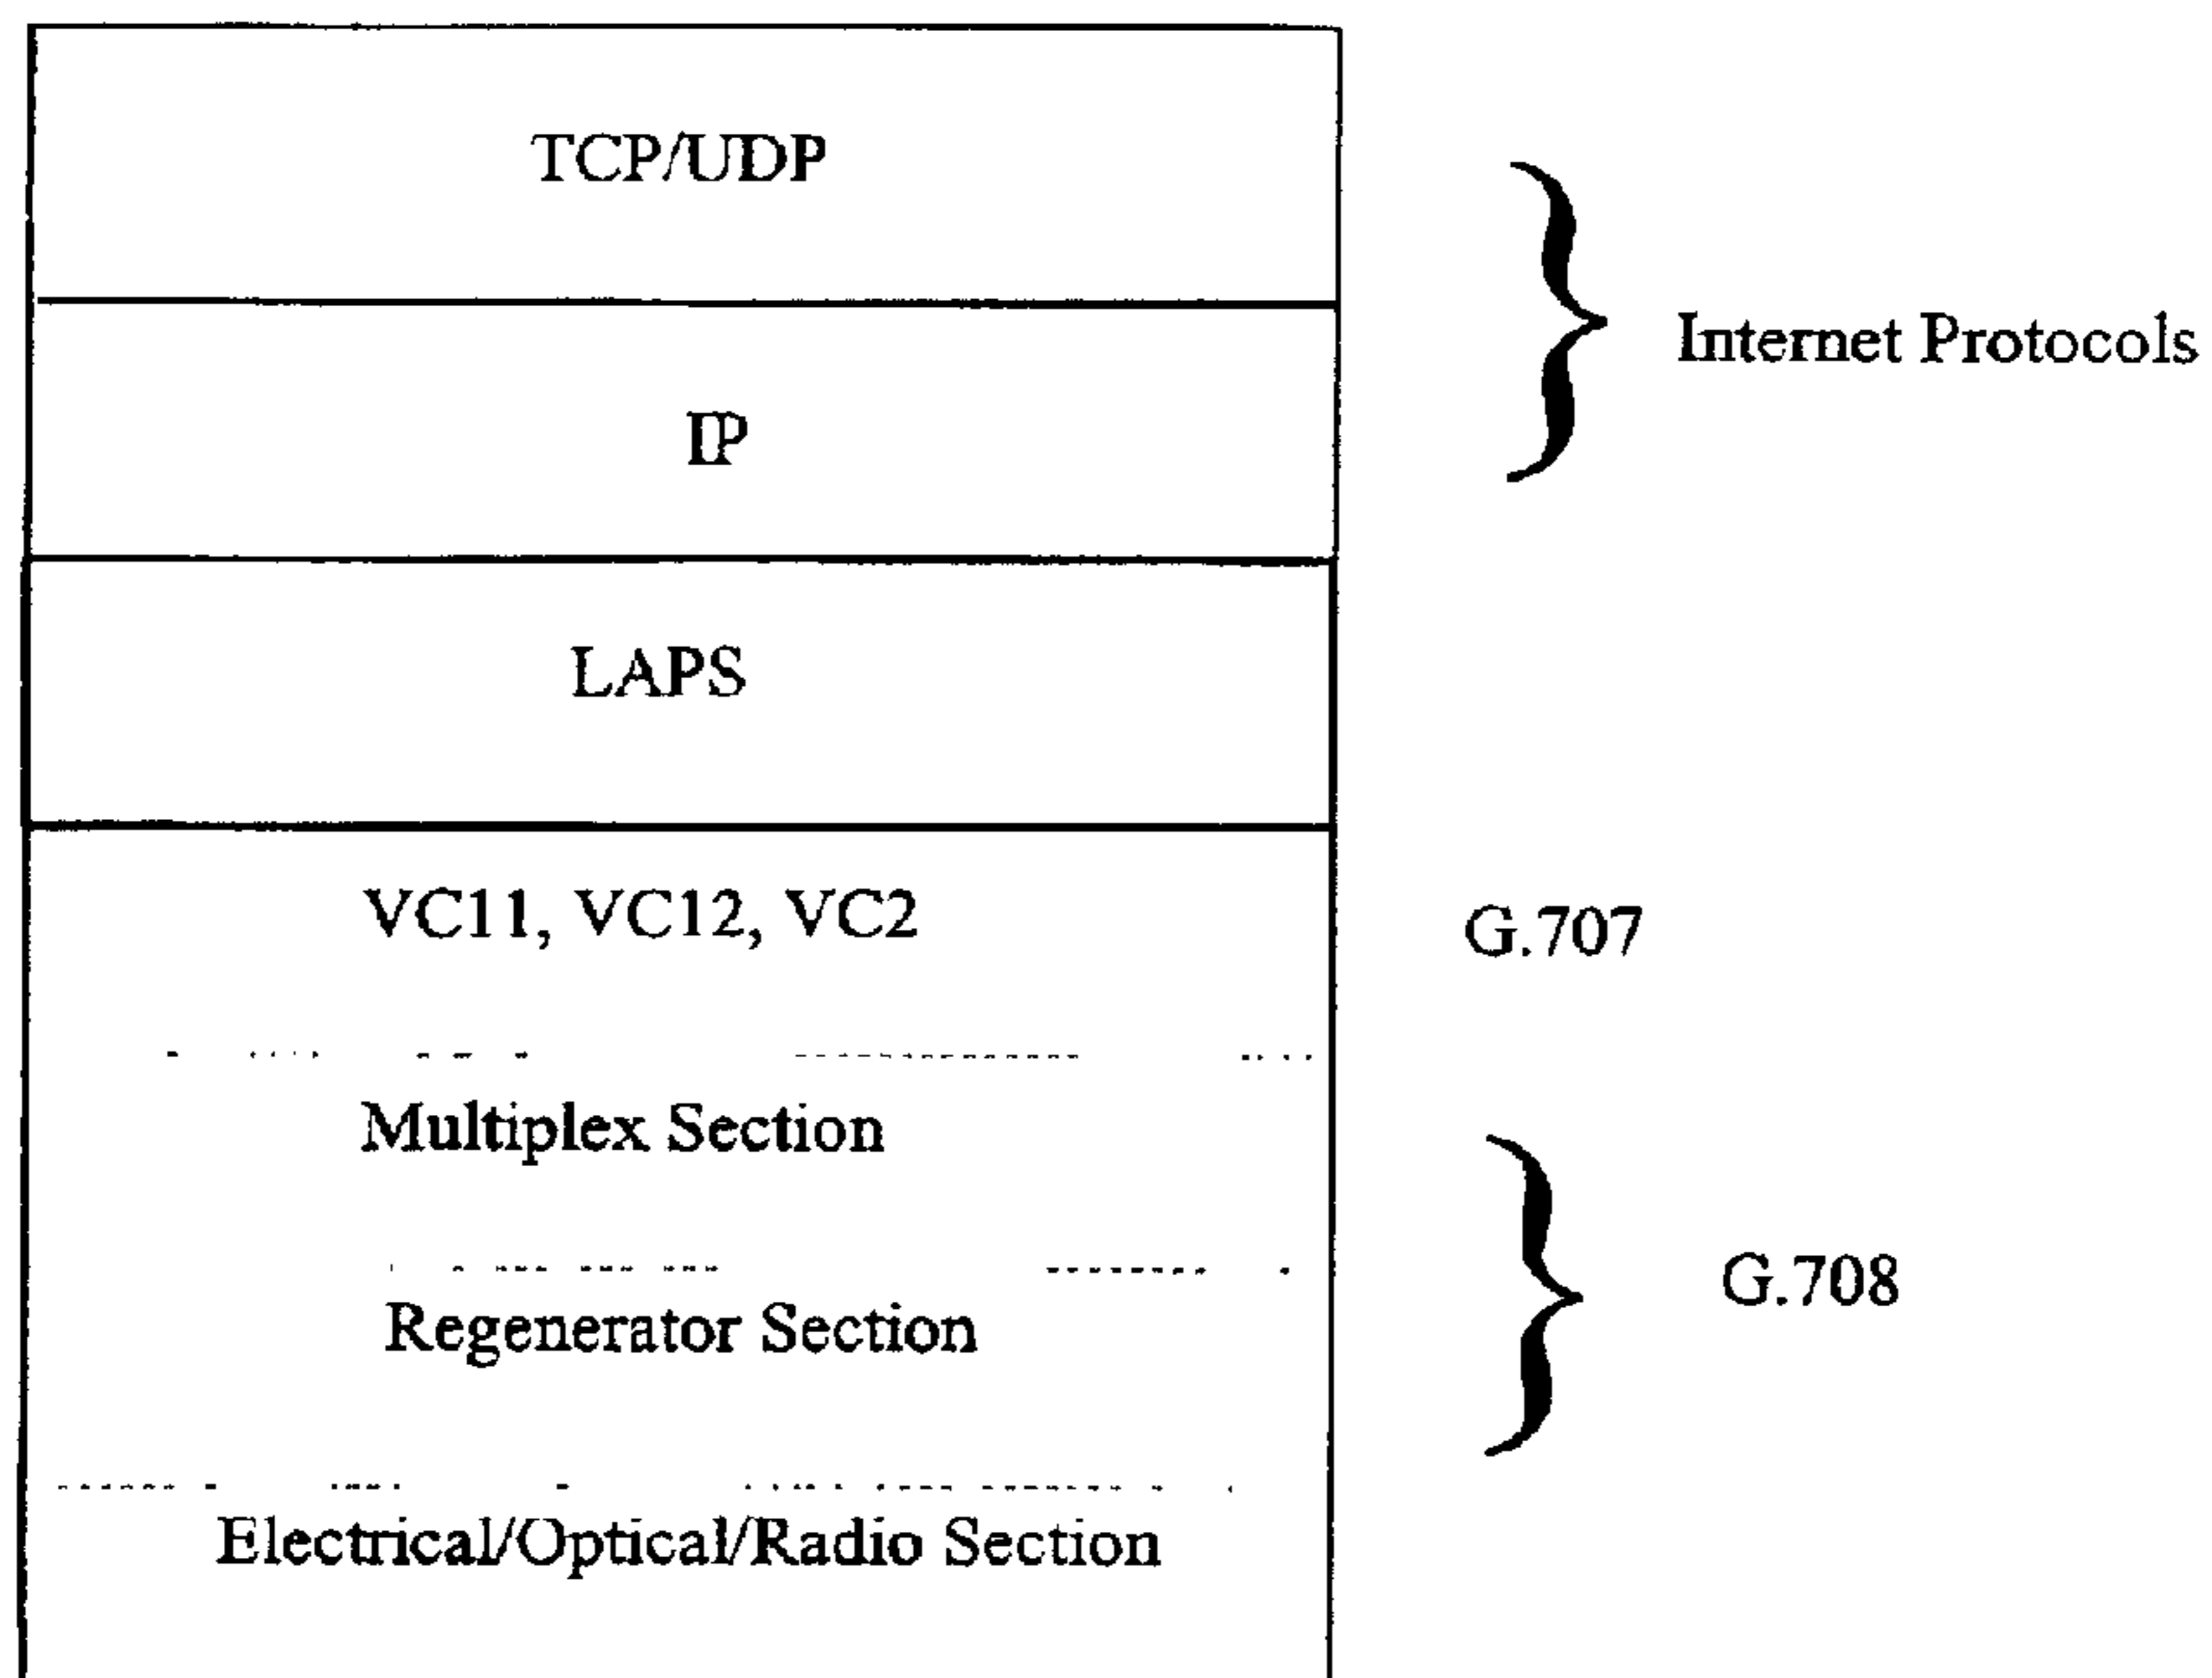 TCP/UDP
Internet Protocols
IP
LAPS
VC11, VC12, VC2
G.707
Multiplex Section
G.708
Regenerator Section
Electrical/Optical/Radio Section